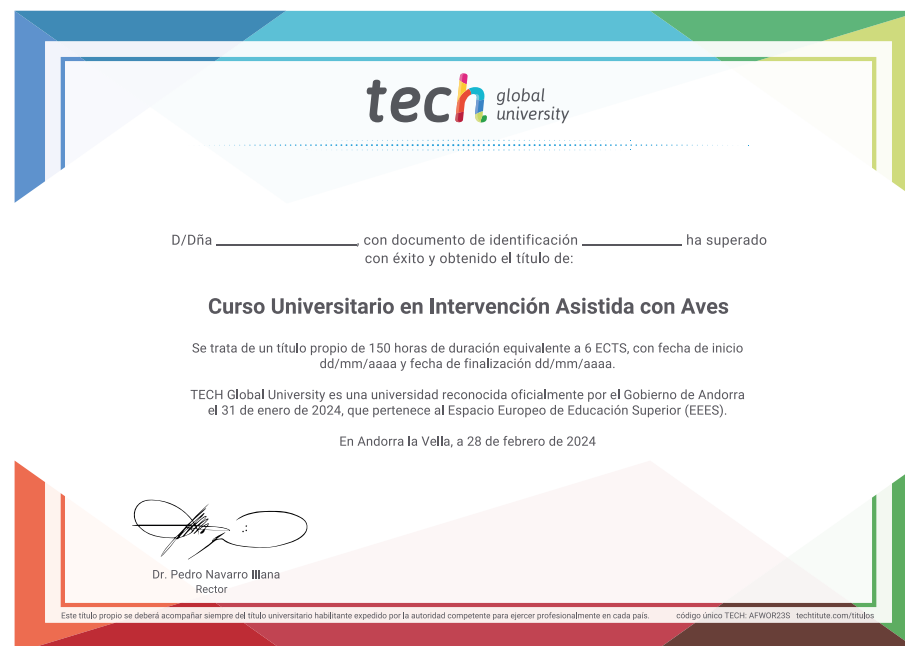 tech global university
D/Dña ____________, con documento de identificación ____________ ha superado
con éxito y obtenido el título de:
Curso Universitario en Intervención Asistida con Aves
Se trata de un título propio de 150 horas de duración equivalente a 6 ECTS, con fecha de inicio
dd/mm/aaaa y fecha de finalización dd/mm/aaaa.
TECH Global University es una universidad reconocida oficialmente por el Gobierno de Andorra
el 31 de enero de 2024, que pertenece al Espacio Europeo de Educación Superior (EEES).
En Andorra la Vella, a 28 de febrero de 2024
Dr. Pedro Navarro Illana
Rector
Este título propio se deberá acompañar siempre del título universitario habilitante expedido por la autoridad competente para ejercer profesionalmente en cada país. código único TECH: AFWOR23S techtitute.com/titulos